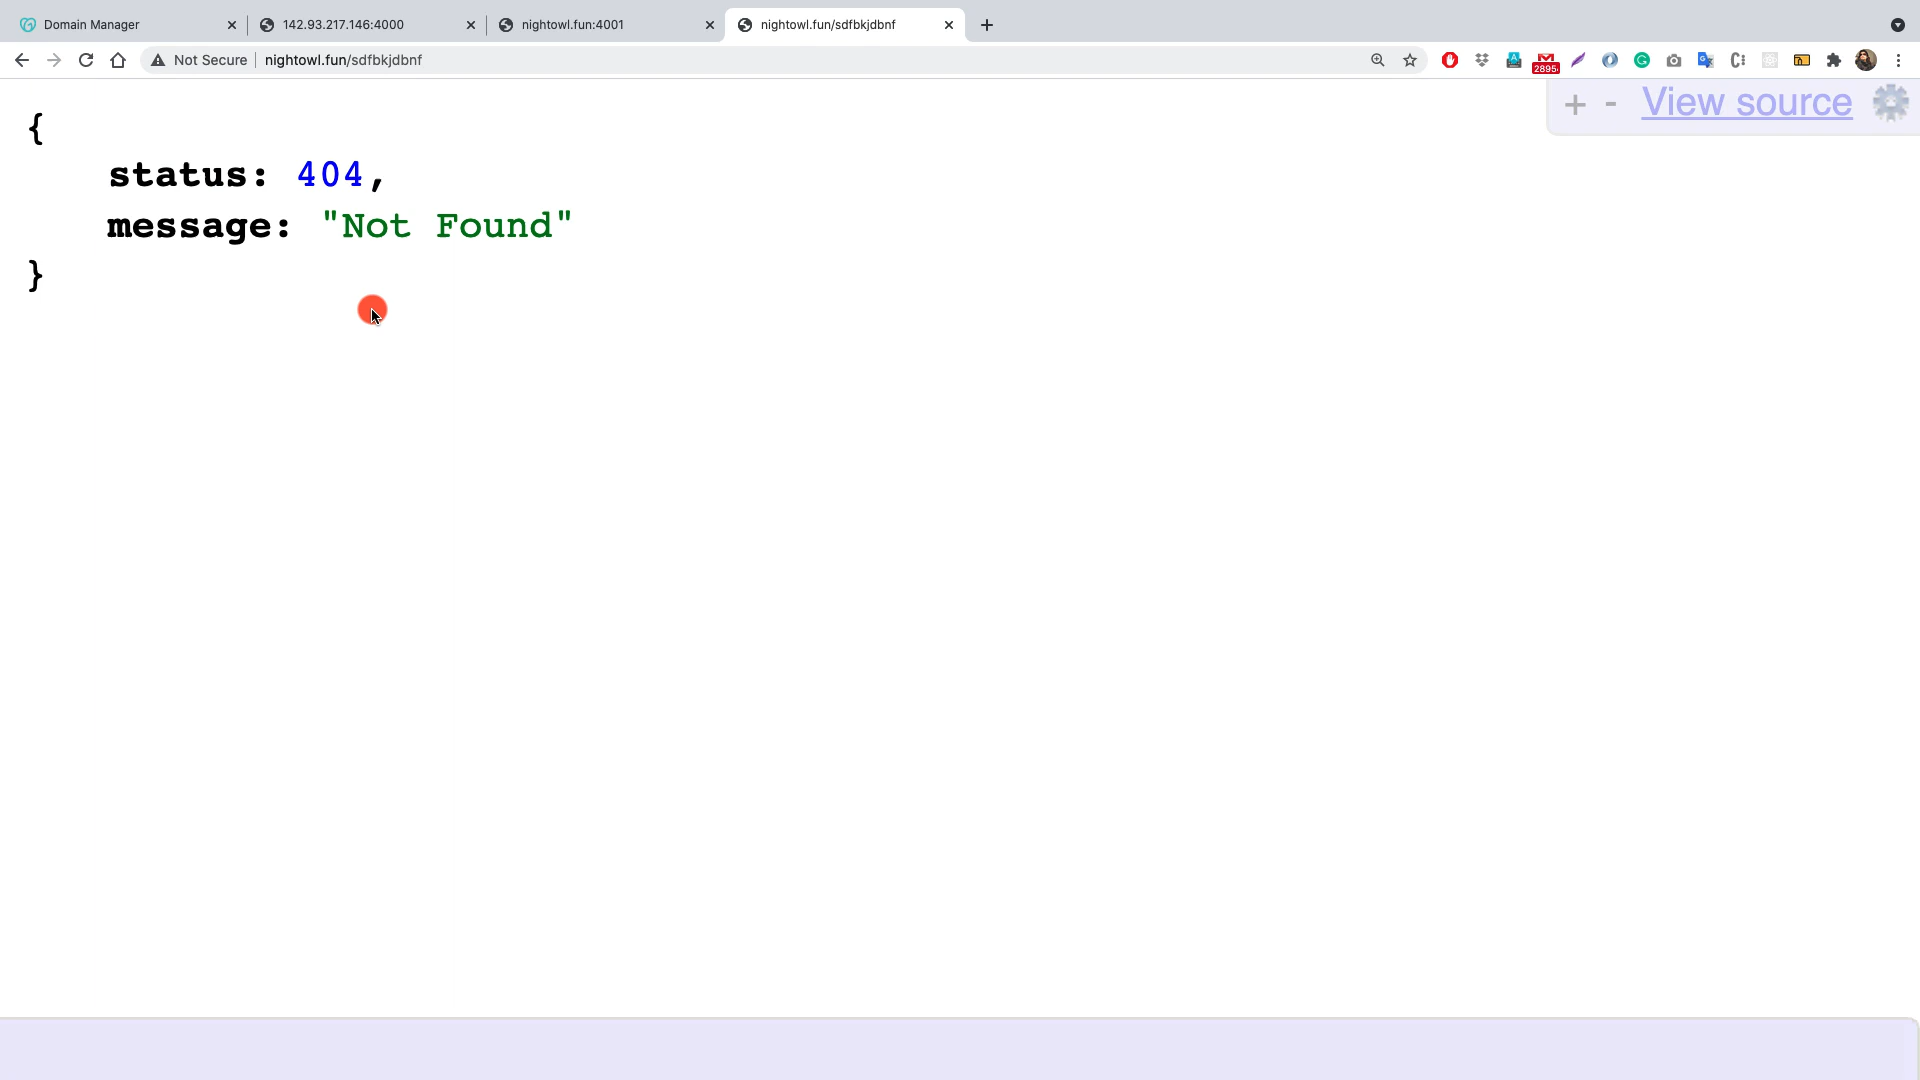 Domain Manager
142.93.217.146:4000
nightowl.fun:4001
nightowl.fun/sdfbkjdbnf
Not Secure
nightowl.fun/sdfbkjdbnf
2895
+ - View source
{
status: 404,
message: "Not Found"
}